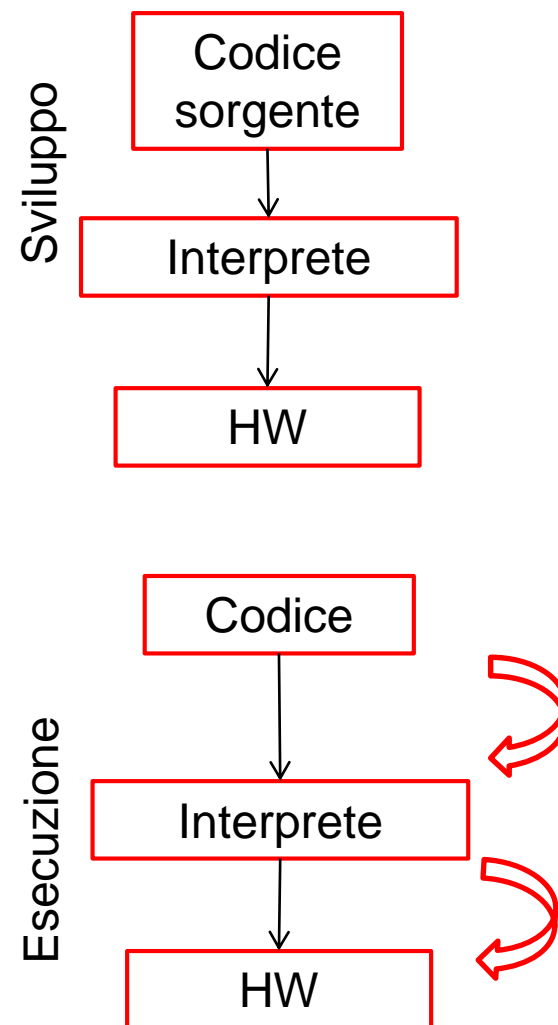 Sviluppo
Codice
sorgente
Interprete
HW
Esecuzione
Codice
Interprete
HW